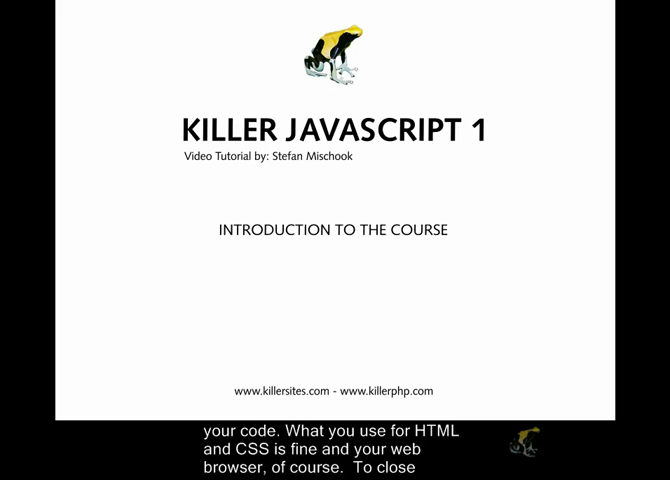 KILLER JAVASCRIPT 1
Video Tutorial by: Stefan Mischook
INTRODUCTION TO THE COURSE
www.killersites.com - www.killerphp.com
your code. What you use for HTML
and CSS is fine and your web
browser, of course.  To close